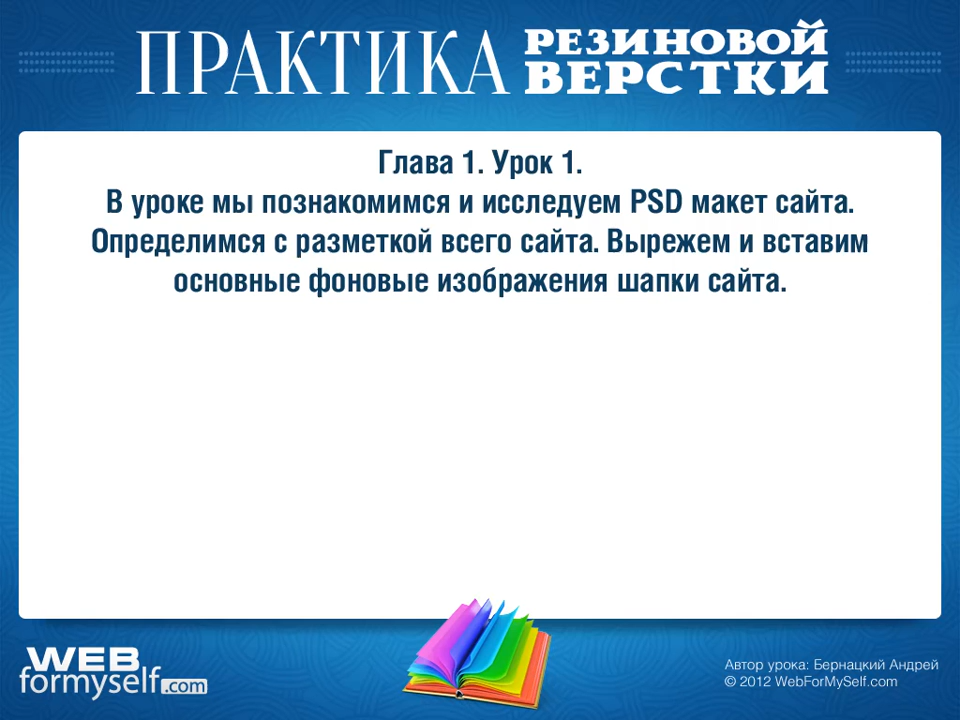 ПРАКТИКА РЕЗИНОВОЙ ВЕРСТКИ
Глава 1. Урок 1.
В уроке мы познакомимся и исследуем PSD макет сайта.
Определимся с разметкой всего сайта. Вырежем и вставим
основные фоновые изображения шапки сайта.
WEB
formyself.com
Автор урока: Бернацкий Андрей
© 2012 WebForMySelf.com